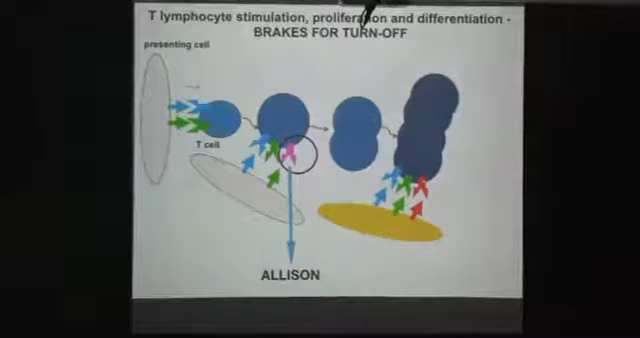 T lymphocyte stimulation, proliferation and differentiation -
BRAKES FOR TURN-OFF
presenting cell
T cell
ALLISON